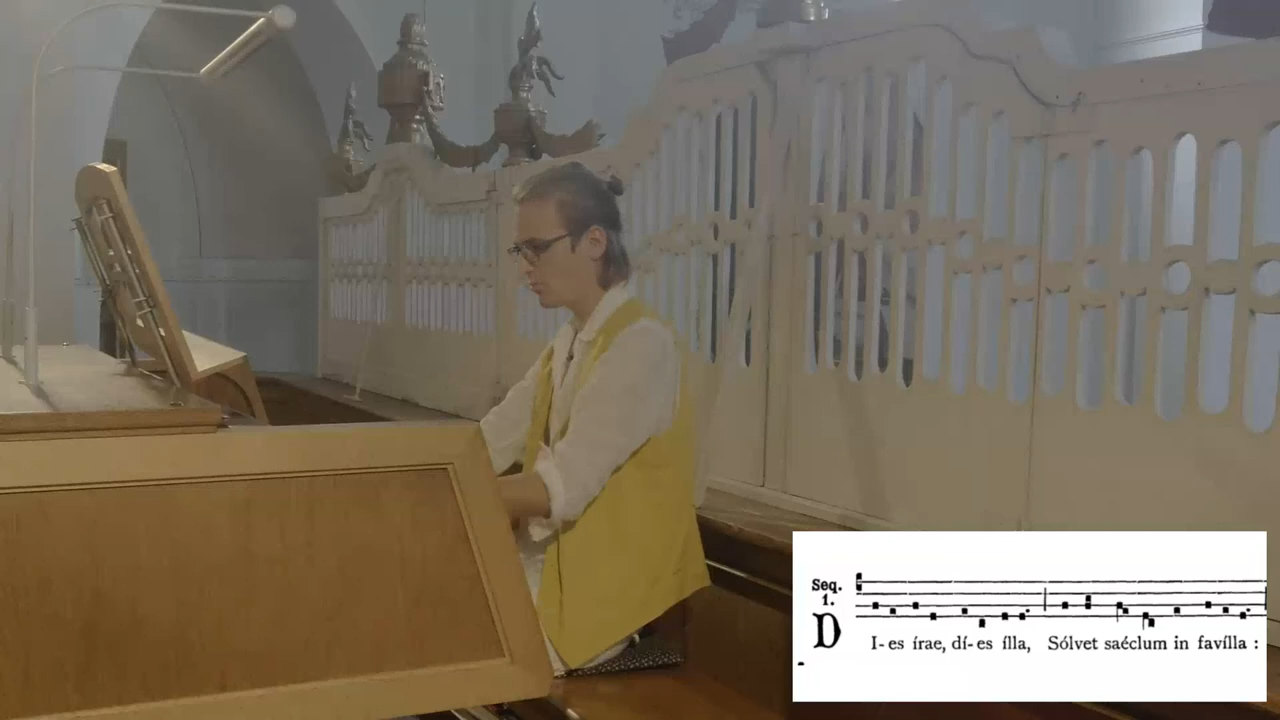 Seq.
1.
DI-es írae, dí-es ílla, Sólvet saéclum in favílla :